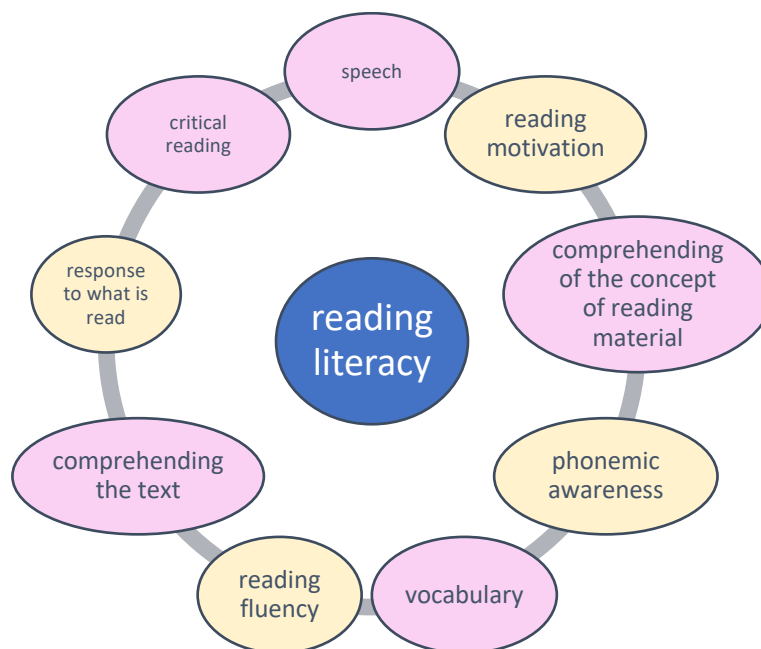 speech
reading
motivation
comprehending
of the concept
of reading
material
phonemic
awareness
vocabulary
reading
fluency
comprehending
the text
response
to what is
read
critical
reading
reading
literacy